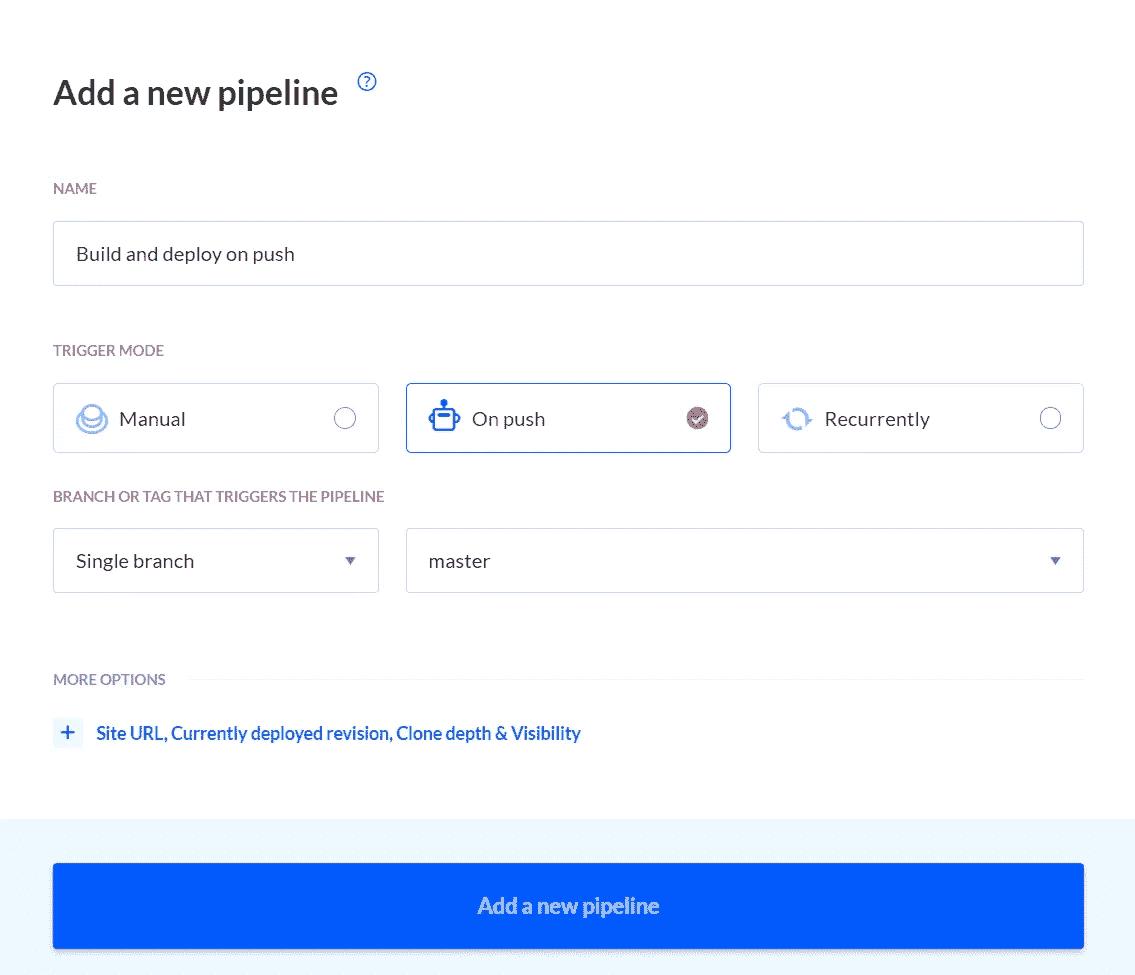 Add a new pipeline ?
NAME
Build and deploy on push
TRIGGER MODE
Manual
On push
Recurrently
BRANCH OR TAG THAT TRIGGERS THE PIPELINE
Single branch
master
MORE OPTIONS
+ Site URL, Currently deployed revision, Clone depth & Visibility
Add a new pipeline